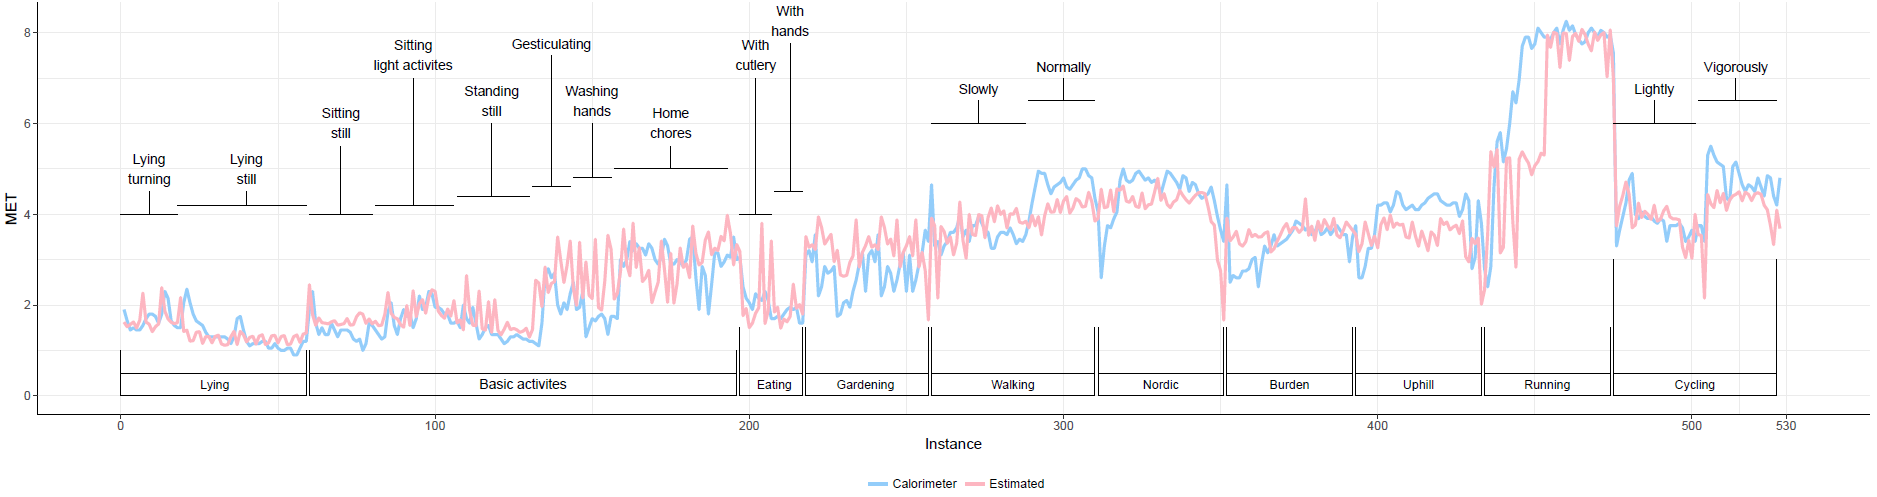 With
hands
Sitting
light activites
Gesticulating
With
cutlery
Standing
still
Washing
hands
Sitting
still
Home
chores
Lying
turning
Lying
still
Slowly
Normally
Lightly
Vigorously
MET
8
6
4
2
0
Lying
Basic activites
Eating
Gardening
Walking
Nordic
Burden
Uphill
Running
Cycling
0 100 200 300 400 500 530
Instance
Calorimeter Estimated